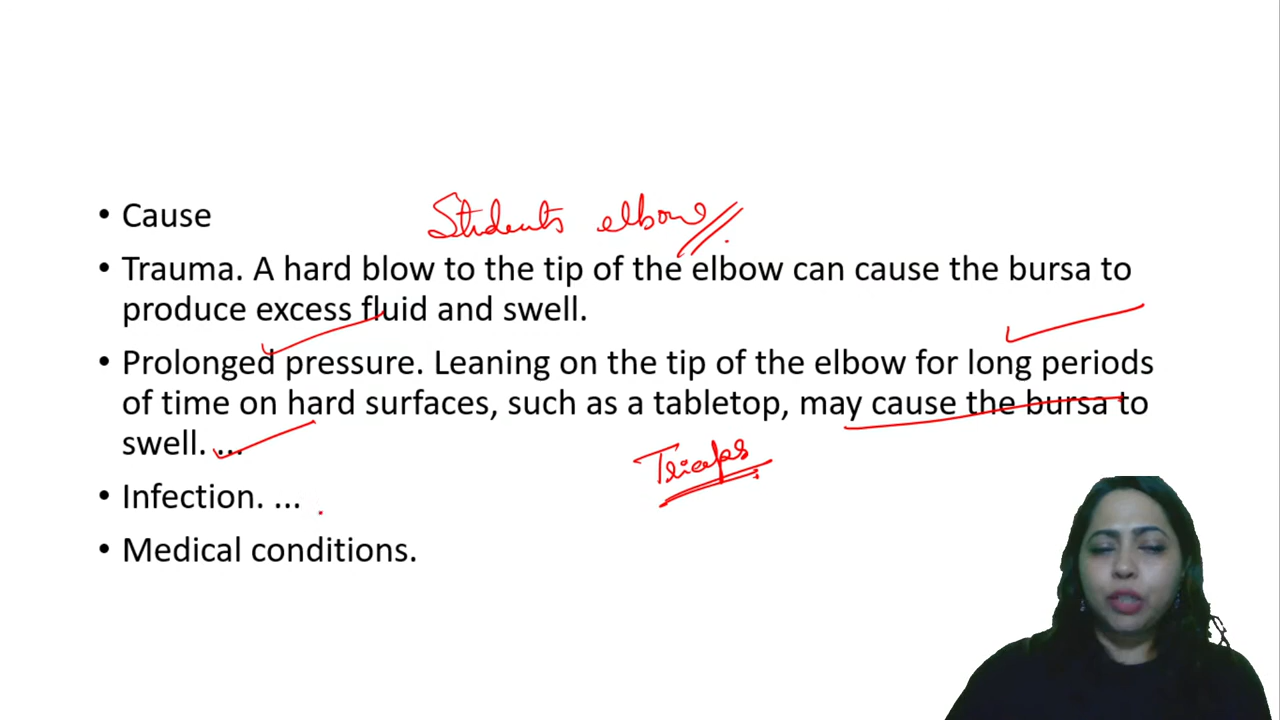 • Cause
Students elbow
• Trauma. A hard blow to the tip of the elbow can cause the bursa to
produce excess fluid and swell.
• Prolonged pressure. Leaning on the tip of the elbow for long periods
of time on hard surfaces, such as a tabletop, may cause the bursa to
swell. ...
Triceps
• Infection. ...
• Medical conditions.